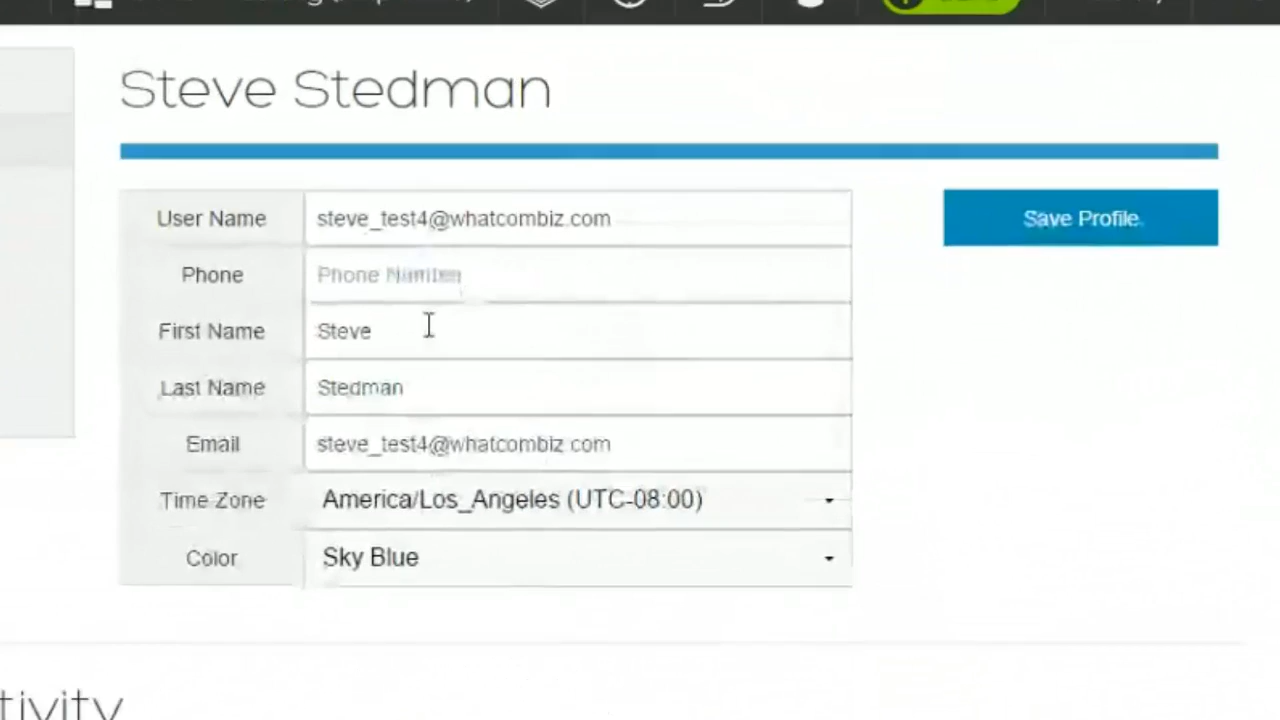 Steve Stedman
User Name steve_test4@whatcombiz.com
Save Profile
Phone Phone Number
First Name Steve
Last Name Stedman
Email steve_test4@whatcombiz.com
Time Zone America/Los_Angeles (UTC-08:00)
Color Sky Blue
tivity